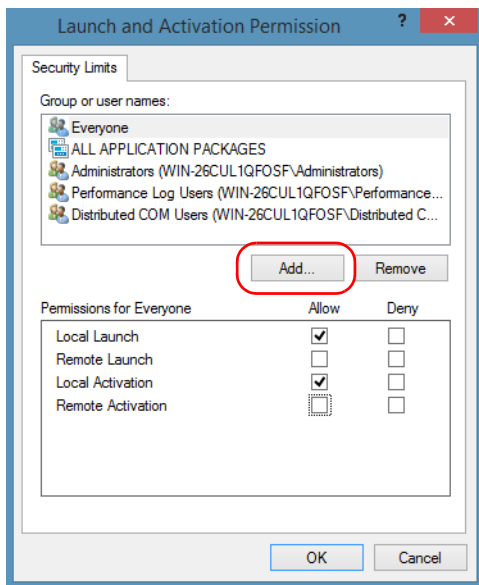 Launch and Activation Permission ?
Security Limits
Group or user names:
Everyone
ALL APPLICATION PACKAGES
Administrators (WIN-26CUL1QFOSF\Administrators)
Performance Log Users (WIN-26CUL1QFOSF\Performance...
Distributed COM Users (WIN-26CUL1QFOSF\Distributed C...
Add... Remove
Permissions for Everyone Allow Deny
Local Launch
Remote Launch
Local Activation
Remote Activation
OK Cancel